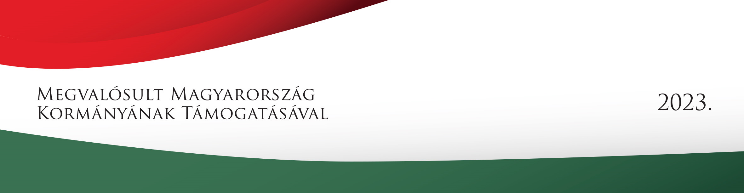 Megvalósult Magyarország
Kormányának Támogatásával
2023.